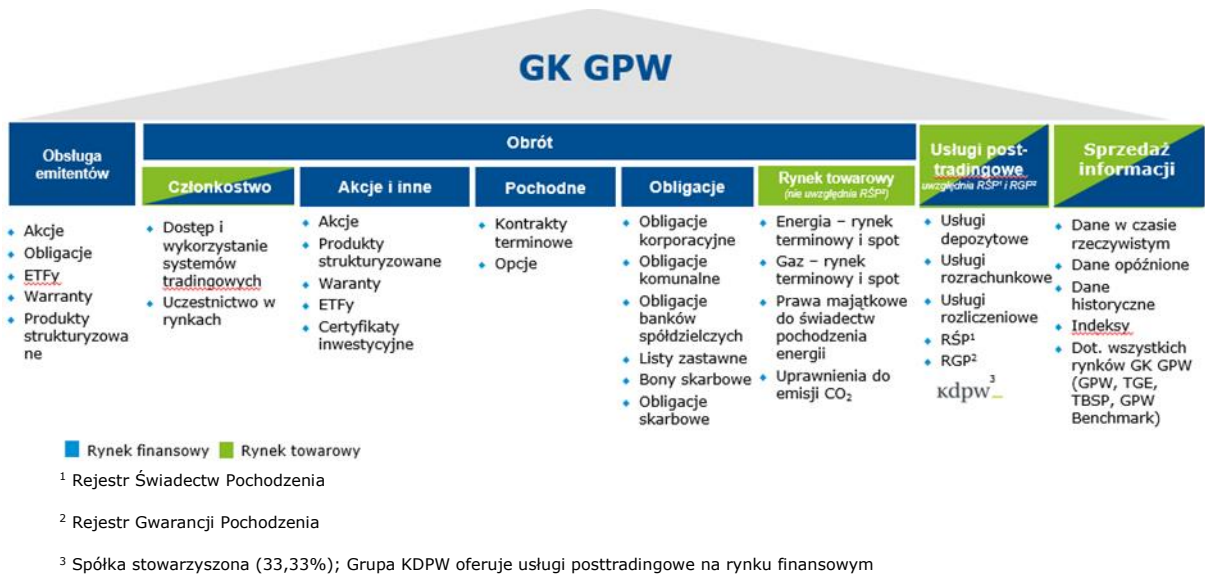 GK GPW
Obsługa
emitentów
Akcje
Obligacje
ETFy
Warranty
Produkty
strukturyzowa
ne
Obrót
Członkostwo
Dostęp i
wykorzystanie
systemów
tradingowych
Uczestnictwo w
rynkach
Akcje i inne
Akcje
Produkty
strukturyzowane
Waranty
ETFy
Certyfikaty
inwestycyjne
Pochodne
Kontrakty
terminowe
Opcje
Obligacje
Obligacje
korporacyjne
Obligacje
komunalne
Obligacje
banków
spółdzielczych
Listy zastawne
Bony skarbowe
Obligacje
skarbowe
Rynek towarowy
(nie uwzględnia RŚP²)
Energia – rynek
terminowy i spot
Gaz – rynek
terminowy i spot
Prawa majątkowe
do świadectw
pochodzenia
energii
Uprawnienia do
emisji CO₂
Usługi post-
tradingowe
uwzględnia RŚP¹ i RGP²
Usługi
depozytowe
Usługi
rozrachunkowe
Usługi
rozliczeniowe
RŚP¹
RGP²
kdpw_ ³
Sprzedaż
informacji
Dane w czasie
rzeczywistym
Dane opóźnione
Dane
historyczne
Indeksy
Dot. wszystkich
rynków GK GPW
(GPW, TGE,
TBSP, GPW
Benchmark)
Rynek finansowy Rynek towarowy
¹ Rejestr Świadectw Pochodzenia
² Rejestr Gwarancji Pochodzenia
³ Spółka stowarzyszona (33,33%); Grupa KDPW oferuje usługi posttradingowe na rynku finansowym